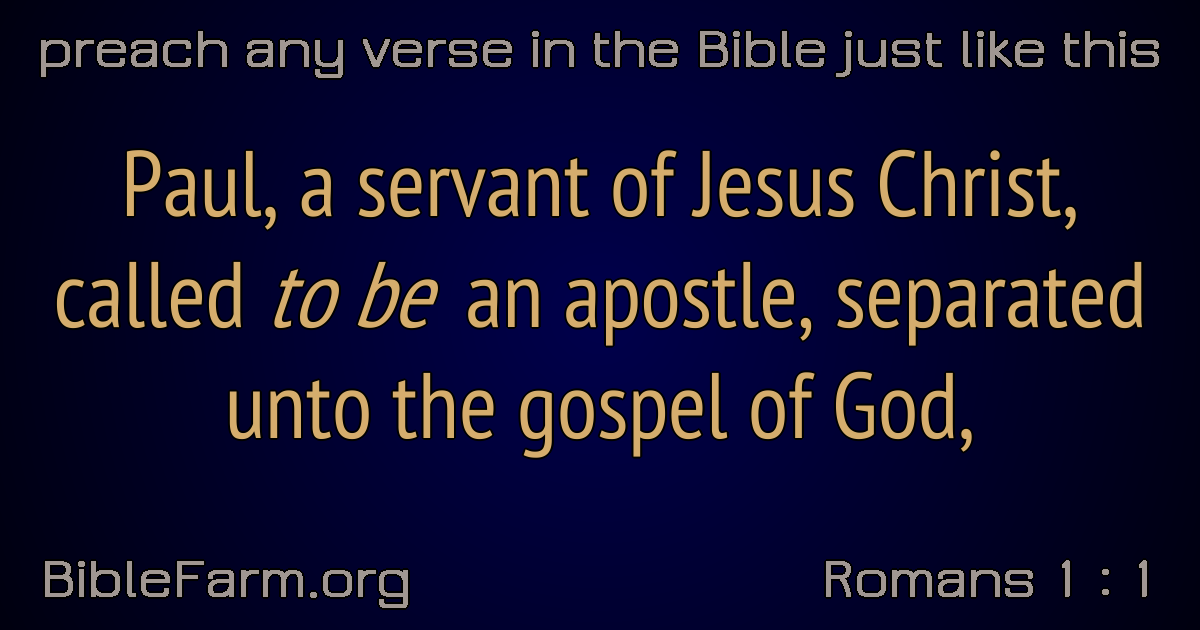 preach any verse in the Bible just like this
Paul, a servant of Jesus Christ,
called to be an apostle, separated
unto the gospel of God,
BibleFarm.org
Romans 1 : 1